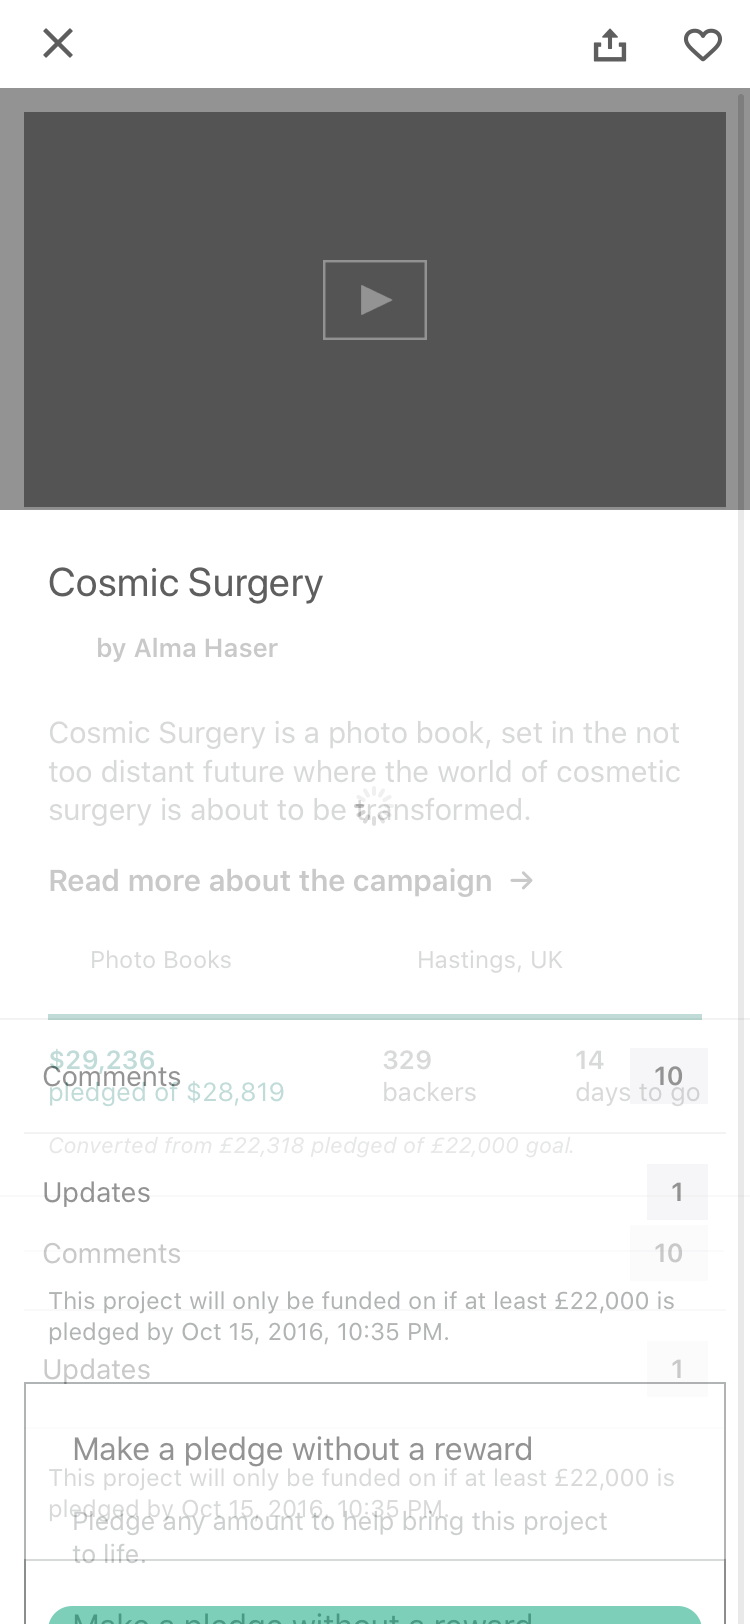 Cosmic Surgery
by Alma Haser
Cosmic Surgery is a photo book, set in the not
too distant future where the world of cosmetic
surgery is about to be transformed.
Read more about the campaign →
Photo Books Hastings, UK
$29,236 329 14
Comments 10
pledged of $28,819 backers days to go
Converted from £22,318 pledged of £22,000 goal.
Updates 1
Comments 10
This project will only be funded on if at least £22,000 is
pledged by Oct 15, 2016, 10:35 PM.
Updates 1
Make a pledge without a reward
This project will only be funded on if at least £22,000 is
pledged by Oct 15, 2016, 10:35 PM.
Pledge any amount to help bring this project
to life.
Make a pledge without a reward